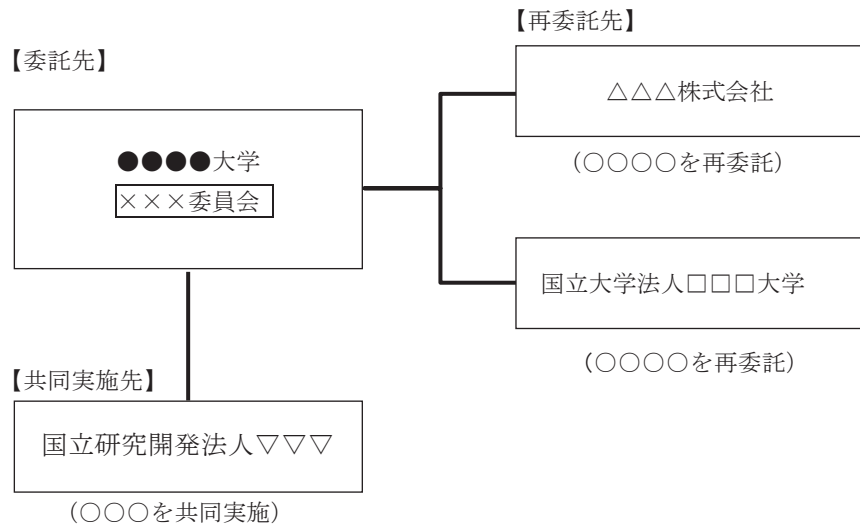 【委託先】
●●●●大学
×××委員会
【再委託先】
△△△株式会社
(○○○○を再委託)
国立大学法人□□□大学
(○○○○を再委託)
【共同実施先】
国立研究開発法人▽▽▽
(○○○を共同実施)